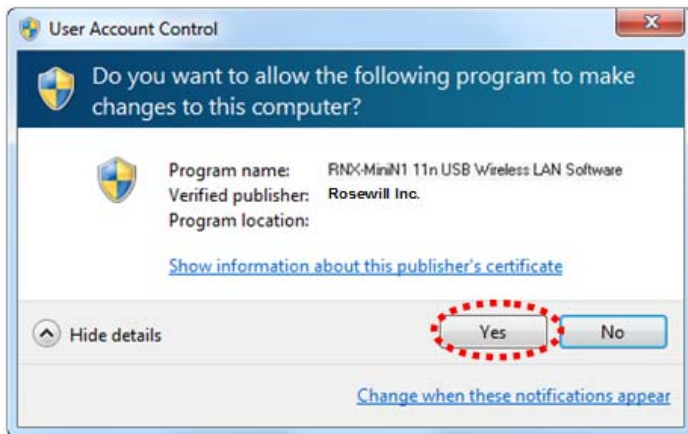 User Account Control
Do you want to allow the following program to make
changes to this computer?
Program name: RNX-MiniN1 11n USB Wireless LAN Software
Verified publisher: Rosewill Inc.
Program location:
Show information about this publisher's certificate
Hide details Yes No
Change when these notifications appear